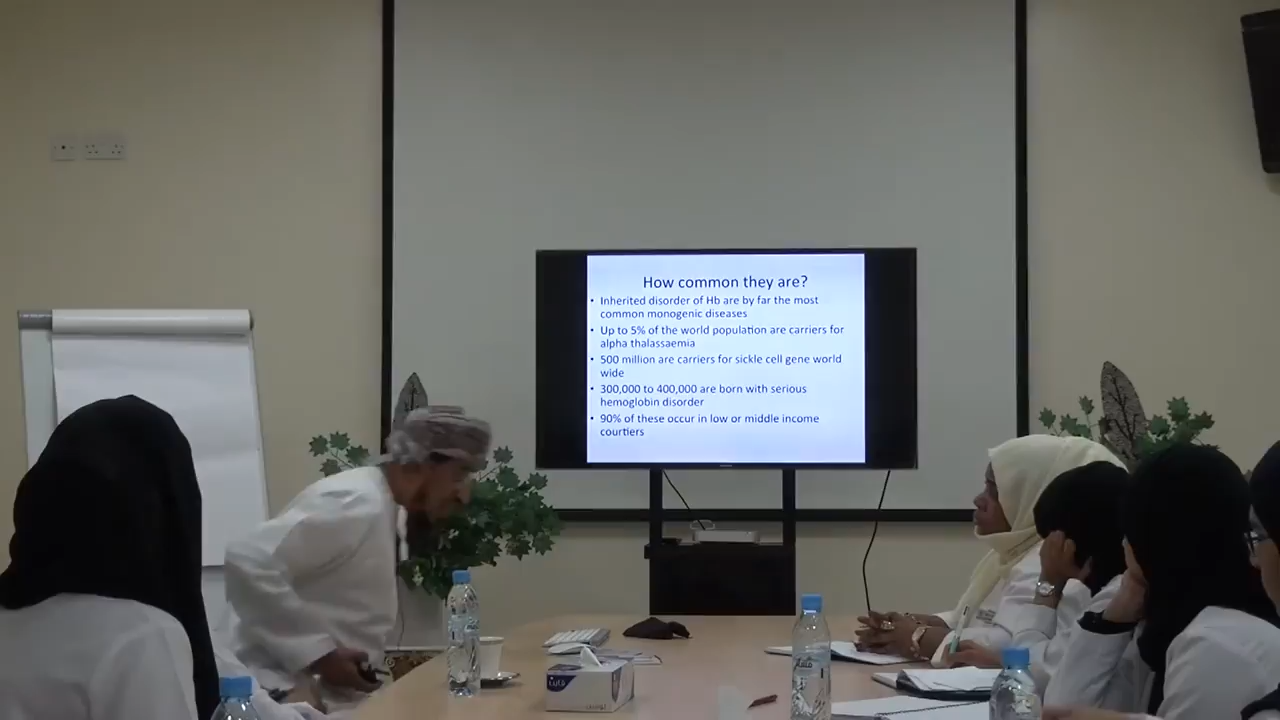 How common they are?
• Inherited disorder of Hb are by far the most
common monogenic diseases
• Up to 5% of the world population are carriers for
alpha thalassaemia
• 500 million are carriers for sickle cell gene world
wide
• 300,000 to 400,000 are born with serious
hemoglobin disorder
• 90% of these occur in low or middle income
courtiers